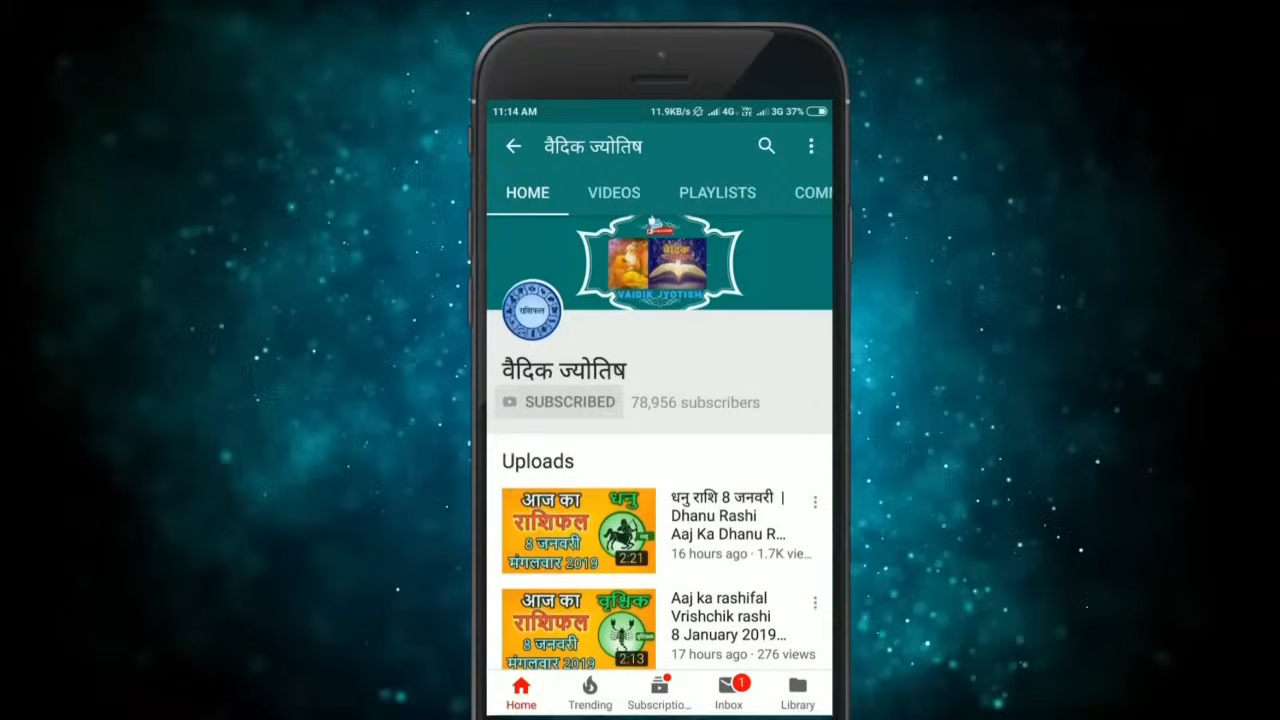 11:14 AM
11.9KB/s 4G VoLTE 3G 37%
वैदिक ज्योतिष
HOME VIDEOS PLAYLISTS COMM
वैदिक
VAIDIK JYOTISH
राशिफल
वैदिक ज्योतिष
SUBSCRIBED 78,956 subscribers
Uploads
आज का धनु
राशिफल
8 जनवरी
मंगलवार 2019
2:21
धनु राशि 8 जनवरी |
Dhanu Rashi
Aaj Ka Dhanu R...
16 hours ago · 1.7K vie...
आज का वृश्चिक
राशिफल
8 जनवरी
मंगलवार 2019
2:13
Aaj ka rashifal
Vrishchik rashi
8 January 2019...
17 hours ago · 276 views
1
Home Trending Subscriptio... Inbox Library